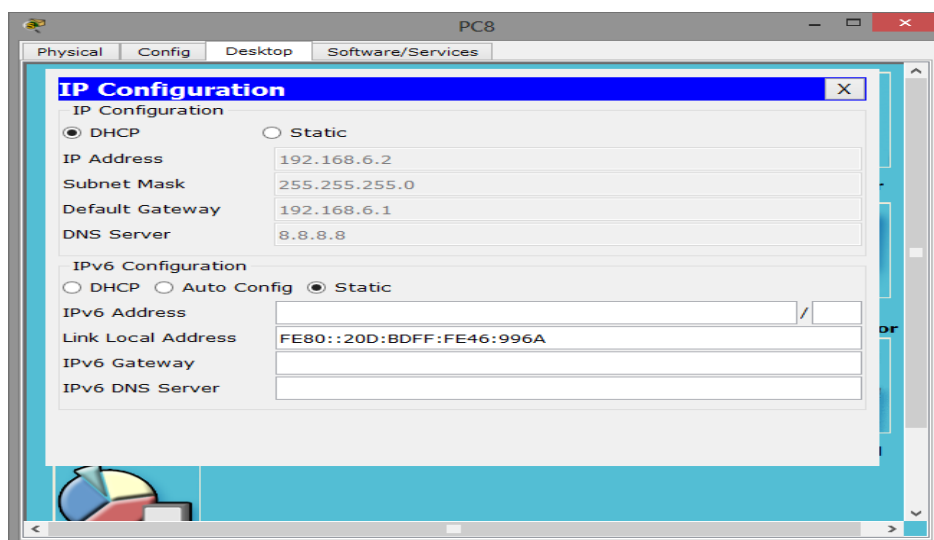 PC8
Physical Config Desktop Software/Services
IP Configuration X
IP Configuration
DHCP Static
IP Address 192.168.6.2
Subnet Mask 255.255.255.0
Default Gateway 192.168.6.1
DNS Server 8.8.8.8
IPv6 Configuration
DHCP Auto Config Static
IPv6 Address /
Link Local Address FE80::20D:BDFF:FE46:996A
IPv6 Gateway
IPv6 DNS Server
or